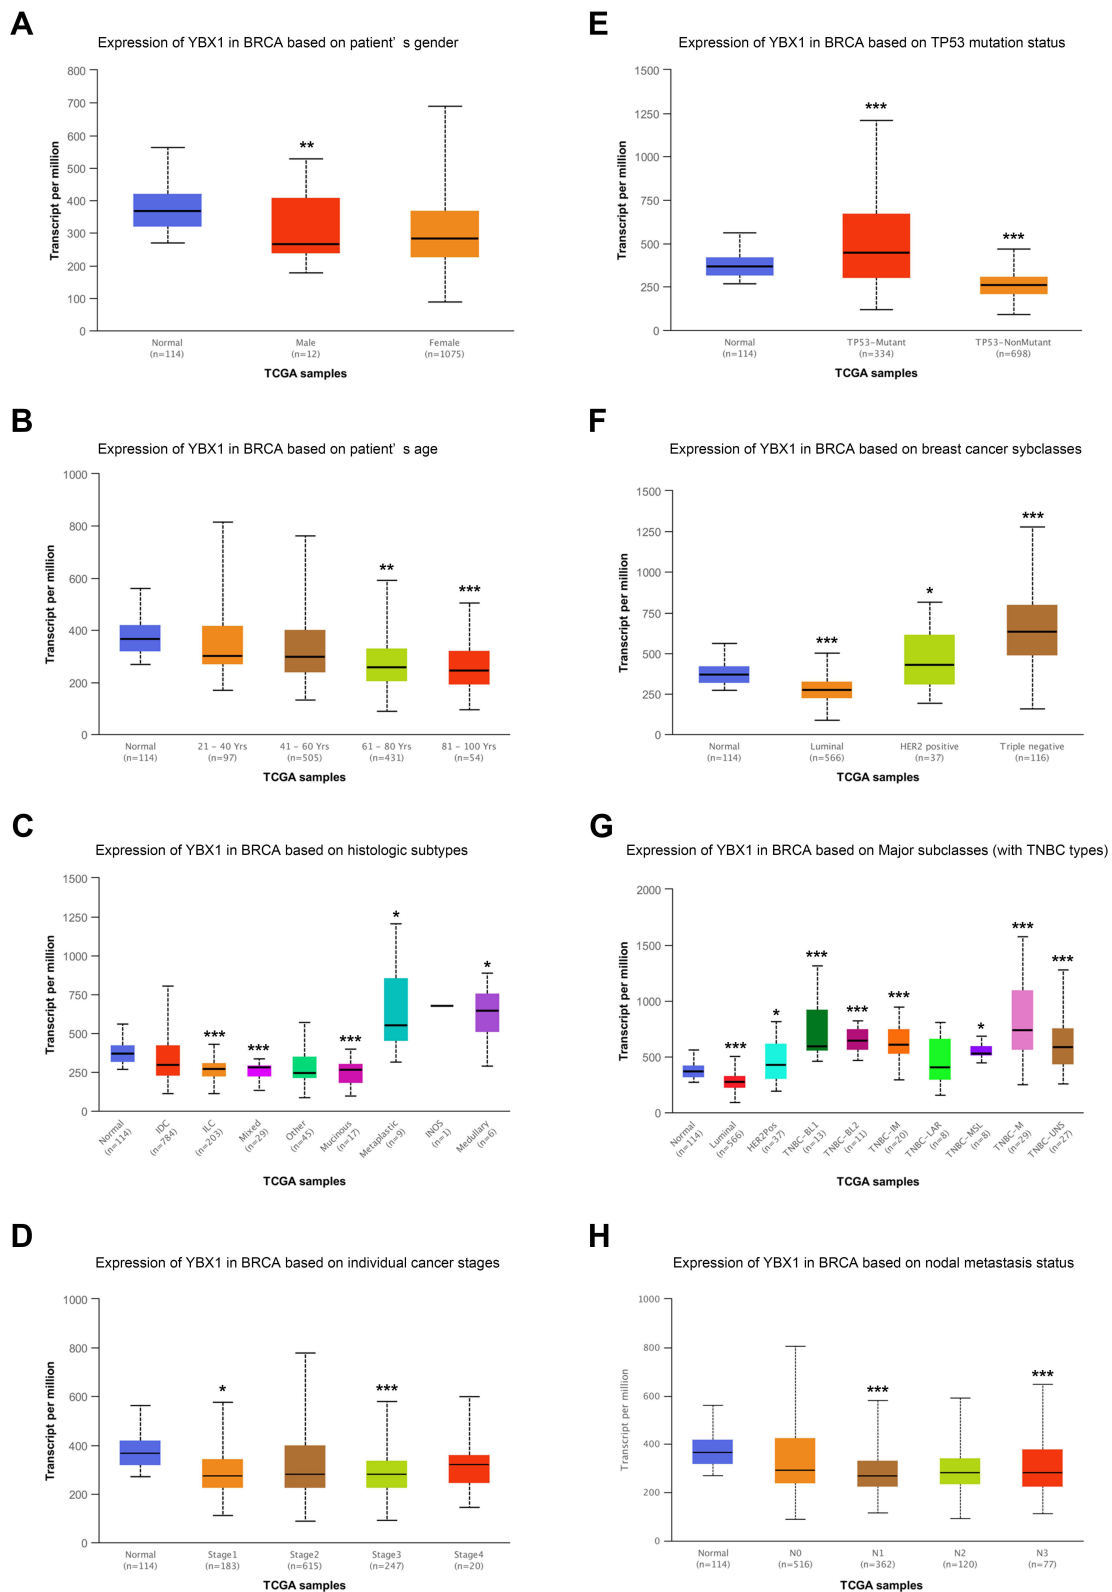 A
Expression of YBX1 in BRCA based on patient’ s gender
800
700
600
500
400
300
200
100
0
Transcript per million
**
Normal
(n=114)
Male
(n=12)
Female
(n=1075)
TCGA samples
E
Expression of YBX1 in BRCA based on TP53 mutation status
1500
1250
1000
750
500
250
0
Transcript per million
***
***
Normal
(n=114)
TP53-Mutant
(n=334)
TP53-NonMutant
(n=698)
TCGA samples
B
Expression of YBX1 in BRCA based on patient’ s age
1000
800
600
400
200
0
Transcript per million
**
***
Normal
(n=114)
21 - 40 Yrs
(n=97)
41 - 60 Yrs
(n=505)
61 - 80 Yrs
(n=431)
81 - 100 Yrs
(n=54)
TCGA samples
F
Expression of YBX1 in BRCA based on breast cancer sybclasses
1500
1250
1000
750
500
250
0
Transcript per million
***
*
***
Normal
(n=114)
Luminal
(n=566)
HER2 positive
(n=37)
Triple negative
(n=116)
TCGA samples
C
Expression of YBX1 in BRCA based on histologic subtypes
1500
1250
1000
750
500
250
0
Transcript per million
***
***
***
*
*
Normal
(n=114)
IDC
(n=784)
ILC
(n=203)
Mixed
(n=29)
Other
(n=45)
Mucinous
(n=17)
Metaplastic
(n=9)
INOS
(n=1)
Medullary
(n=6)
TCGA samples
G
Expression of YBX1 in BRCA based on Major subclasses (with TNBC types)
2000
1500
1000
500
0
Transcript per million
***
*
***
***
***
*
***
***
Normal
(n=114)
Luminal
(n=566)
HER2Pos
(n=37)
TNBC-BL1
(n=13)
TNBC-BL2
(n=11)
TNBC-IM
(n=20)
TNBC-LAR
(n=8)
TNBC-MSL
(n=8)
TNBC-M
(n=29)
TNBC-UNS
(n=27)
TCGA samples
D
Expression of YBX1 in BRCA based on individual cancer stages
1000
800
600
400
200
0
Transcript per million
*
***
Normal
(n=114)
Stage1
(n=183)
Stage2
(n=615)
Stage3
(n=247)
Stage4
(n=20)
TCGA samples
H
Expression of YBX1 in BRCA based on nodal metastasis status
1000
800
600
400
200
0
Transcript per million
***
***
Normal
(n=114)
N0
(n=516)
N1
(n=362)
N2
(n=120)
N3
(n=77)
TCGA samples